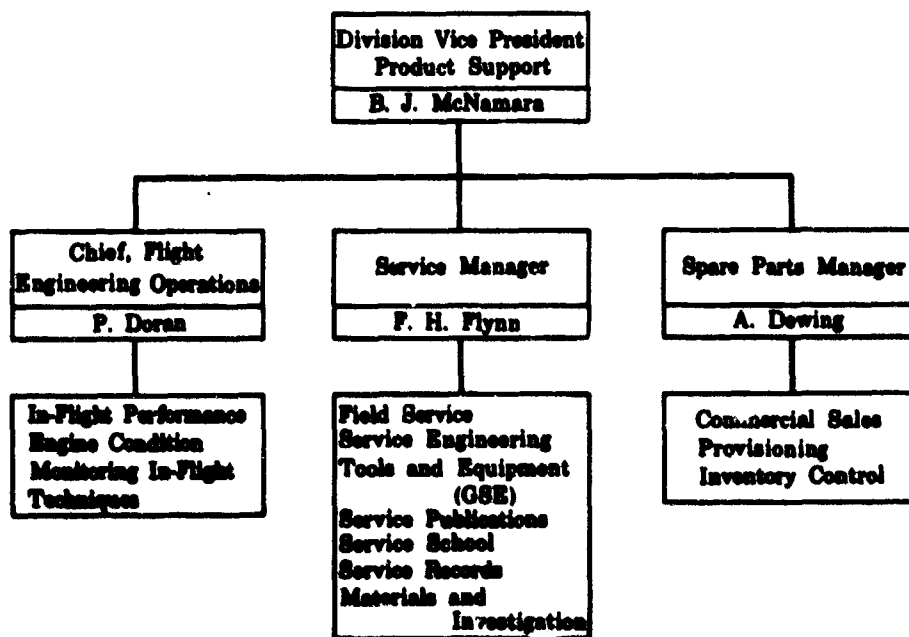 Division Vice President
Product Support
B. J. McNamara
Chief, Flight
Engineering Operations
P. Doran
Service Manager
F. H. Flynn
Spare Parts Manager
A. Dewing
In-Flight Performance
Engine Condition
Monitoring In-Flight
Techniques
Field Service
Service Engineering
Tools and Equipment
(GSE)
Service Publications
Service School
Service Records
Materials and
Investigation
Commercial Sales
Provisioning
Inventory Control